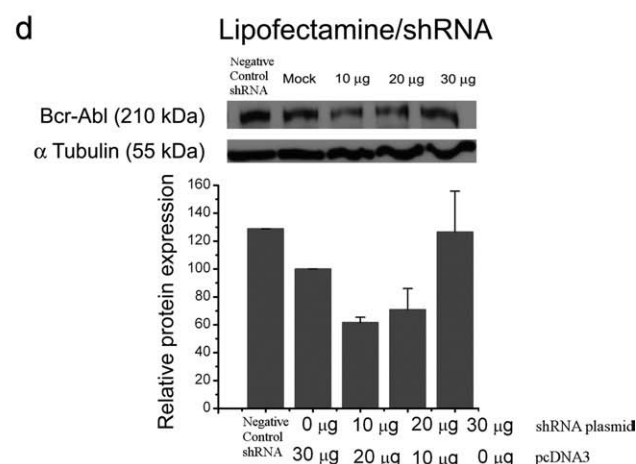 d
Lipofectamine/shRNA
Negative
Control
shRNA
Mock 10 µg 20 µg 30 µg
Bcr-Abl (210 kDa)
α Tubulin (55 kDa)
Relative protein expression
160
140
120
100
80
60
40
20
0
Negative
Control
shRNA
0 µg 10 µg 20 µg 30 µg shRNA plasmid
30 µg 20 µg 10 µg 0 µg pcDNA3